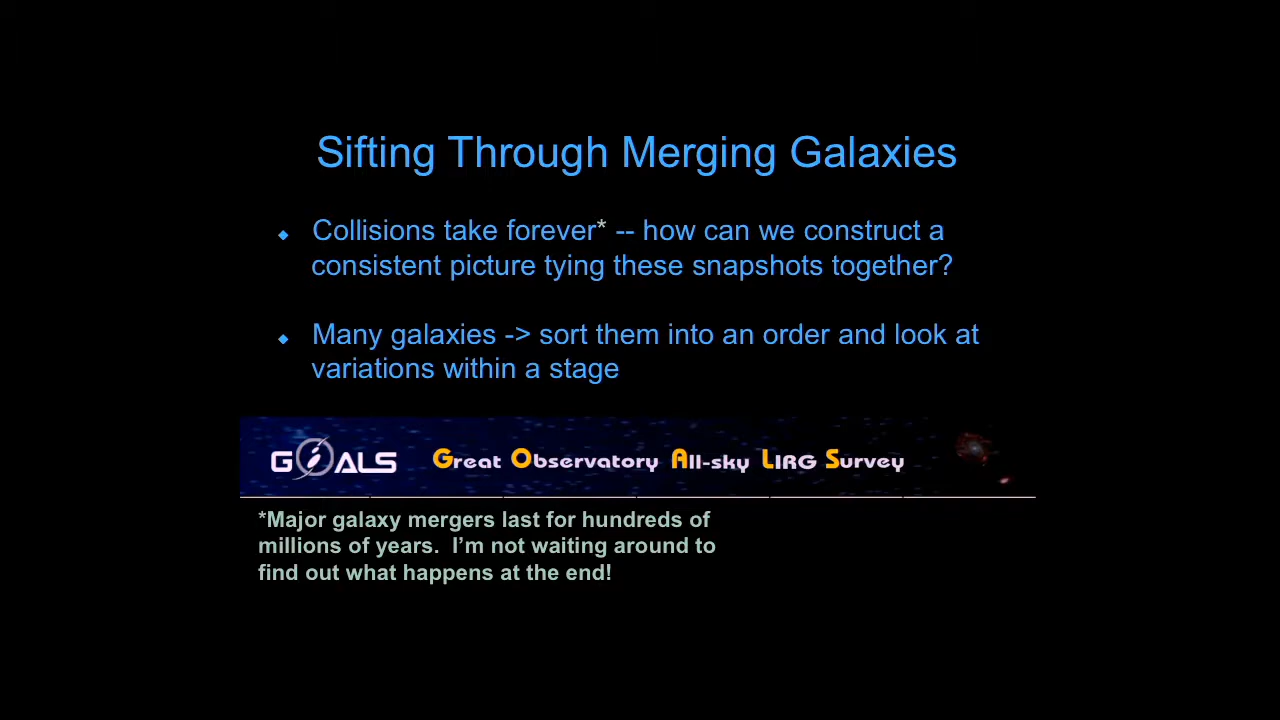 Sifting Through Merging Galaxies
Collisions take forever* -- how can we construct a
consistent picture tying these snapshots together?
Many galaxies -> sort them into an order and look at
variations within a stage
GOALS Great Observatory All-sky LIRG Survey
*Major galaxy mergers last for hundreds of
millions of years.  I’m not waiting around to
find out what happens at the end!